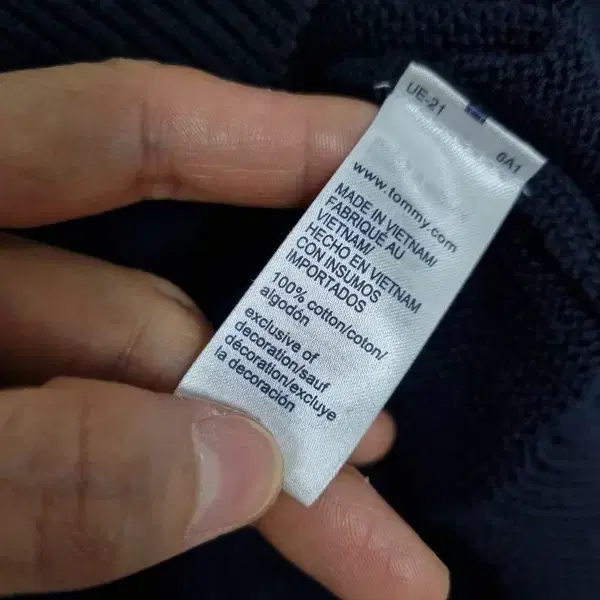 UE-21
6A1
www.tommy.com
MADE IN VIETNAM/
FABRIQUÉ AU
VIETNAM/
HECHO EN VIETNAM
CON INSUMOS
IMPORTADOS
100% cotton/coton/
algodón
exclusive of
decoration/sauf
décoration/excluye
la decoración